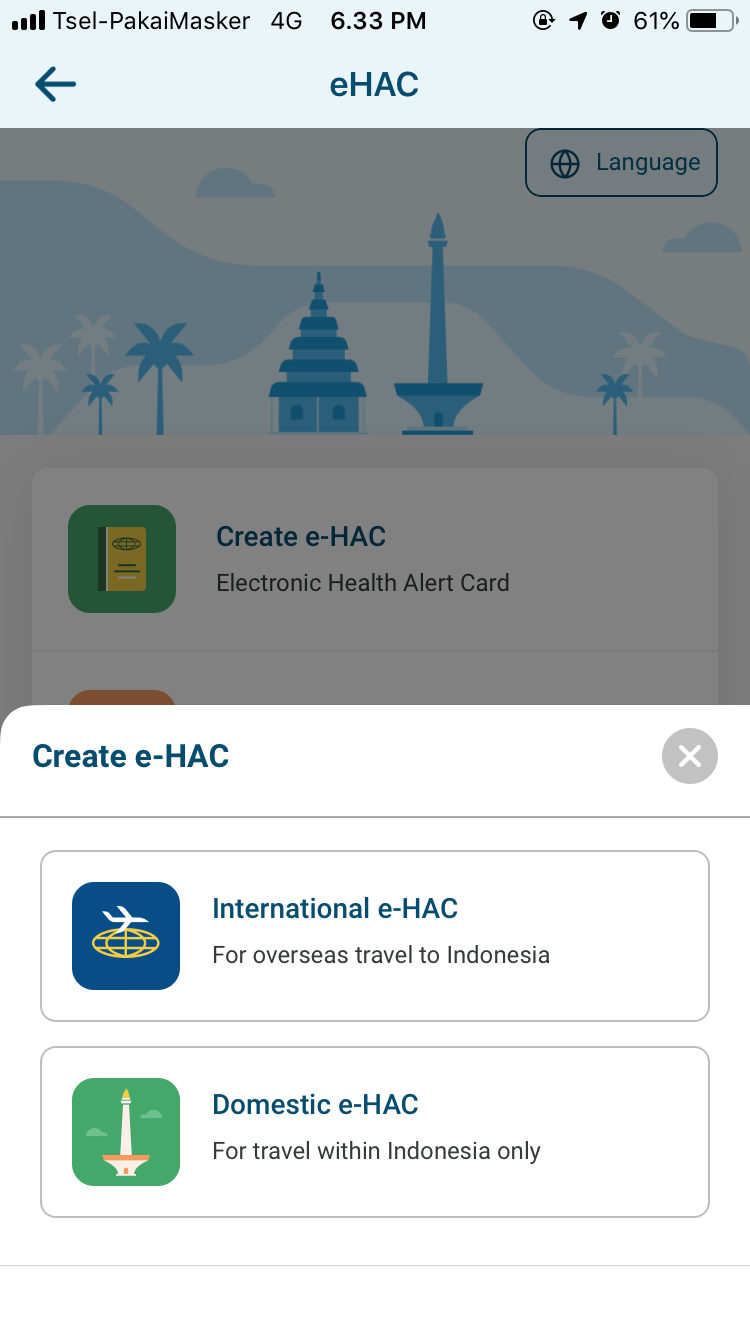 Tsel-PakaiMasker 4G 6.33 PM 61%
eHAC
Language
Create e-HAC
Electronic Health Alert Card
Create e-HAC
International e-HAC
For overseas travel to Indonesia
Domestic e-HAC
For travel within Indonesia only